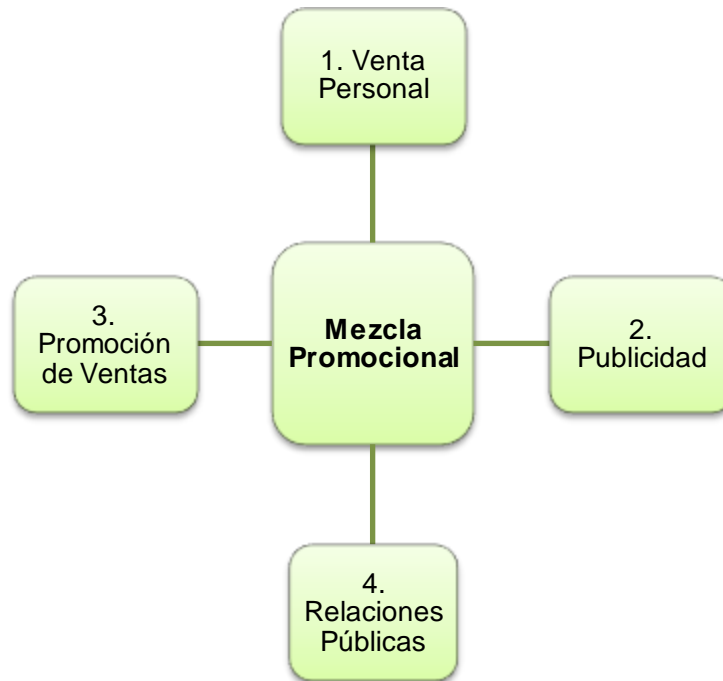 1. Venta
Personal
3.
Promoción
de Ventas
Mezcla
Promocional
2.
Publicidad
4.
Relaciones
Públicas